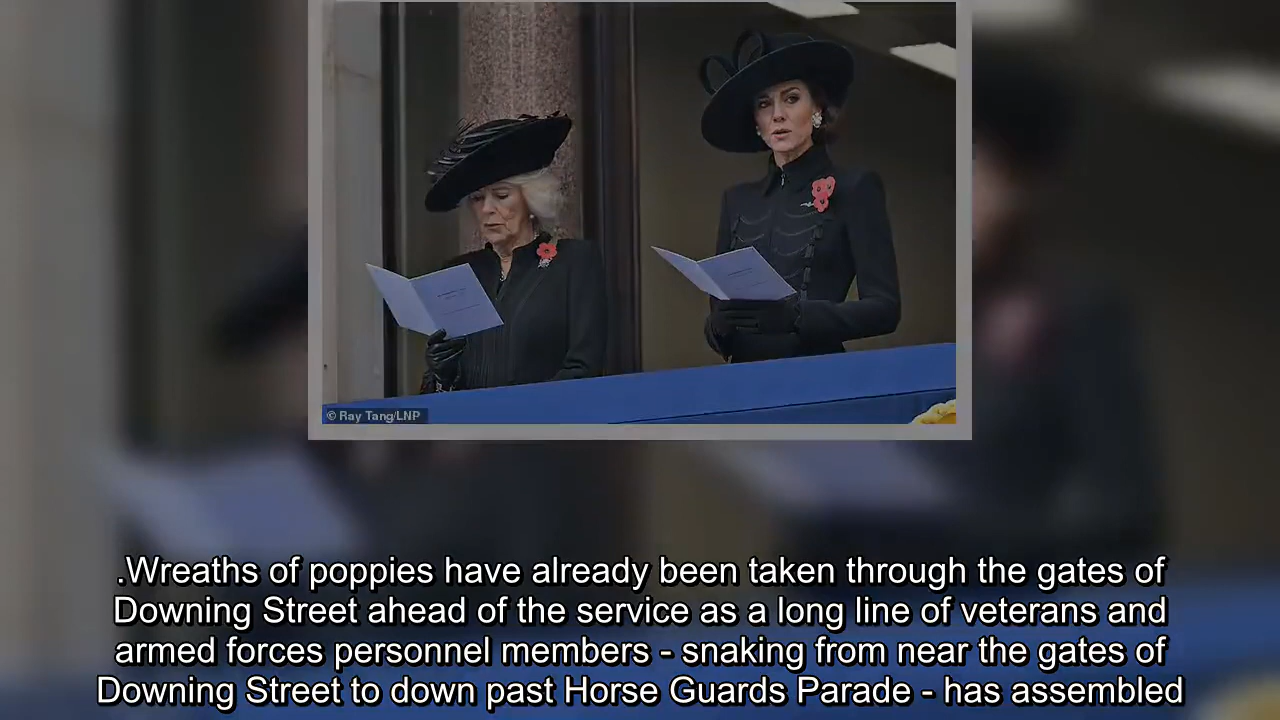 © Ray Tang/LNP
.Wreaths of poppies have already been taken through the gates of
Downing Street ahead of the service as a long line of veterans and
armed forces personnel members - snaking from near the gates of
Downing Street to down past Horse Guards Parade - has assembled